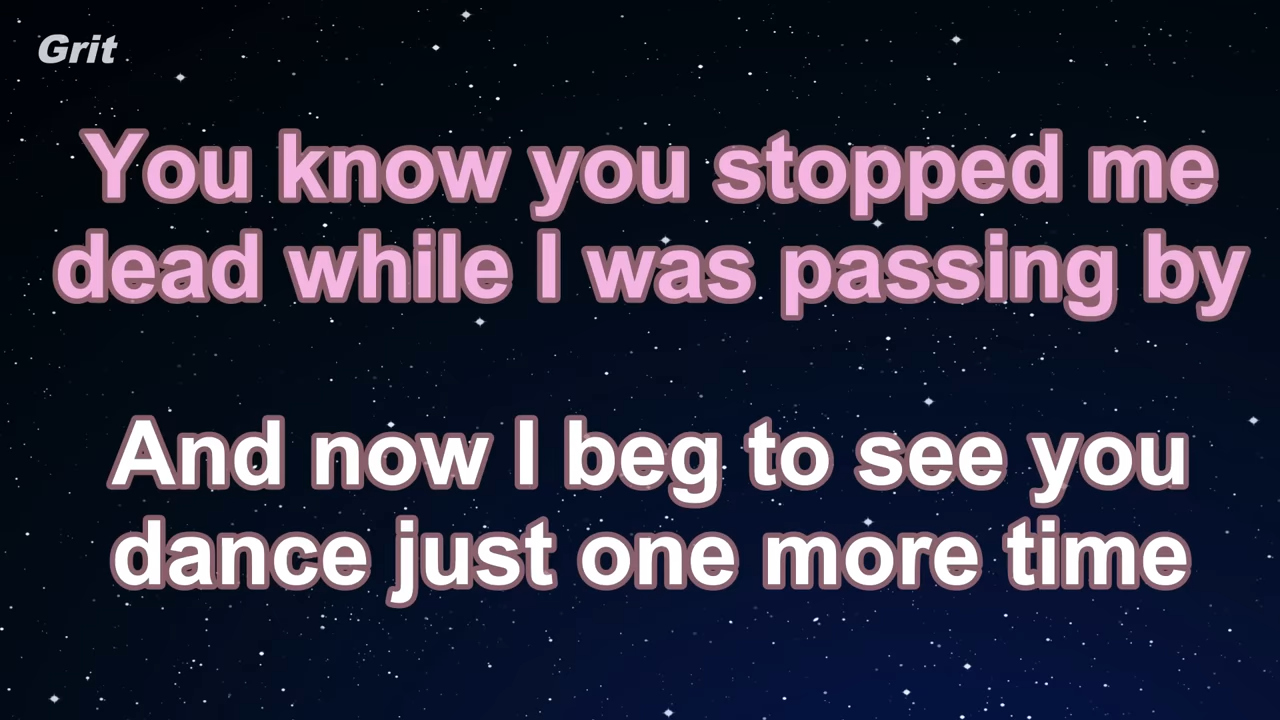 Grit
You know you stopped me
dead while I was passing by
And now I beg to see you
dance just one more time